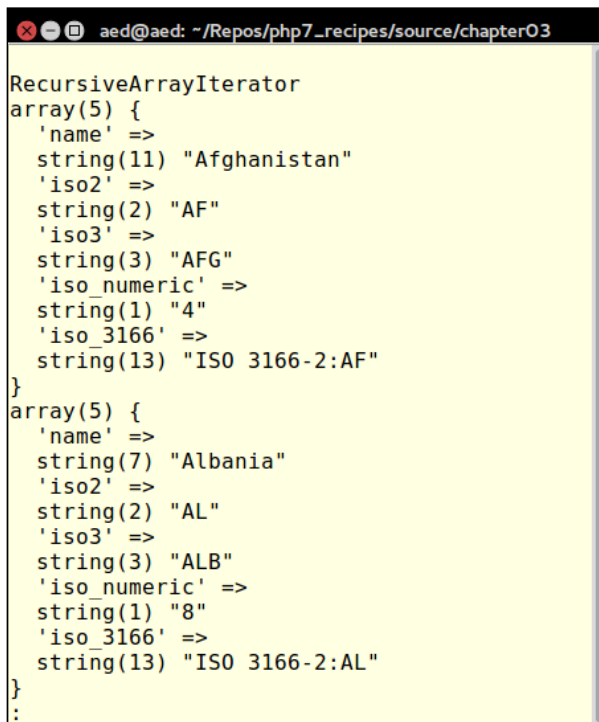 aed@aed: ~/Repos/php7_recipes/source/chapter03
RecursiveArrayIterator
array(5) {
  'name' =>
  string(11) "Afghanistan"
  'iso2' =>
  string(2) "AF"
  'iso3' =>
  string(3) "AFG"
  'iso_numeric' =>
  string(1) "4"
  'iso_3166' =>
  string(13) "ISO 3166-2:AF"
}
array(5) {
  'name' =>
  string(7) "Albania"
  'iso2' =>
  string(2) "AL"
  'iso3' =>
  string(3) "ALB"
  'iso_numeric' =>
  string(1) "8"
  'iso_3166' =>
  string(13) "ISO 3166-2:AL"
}
: